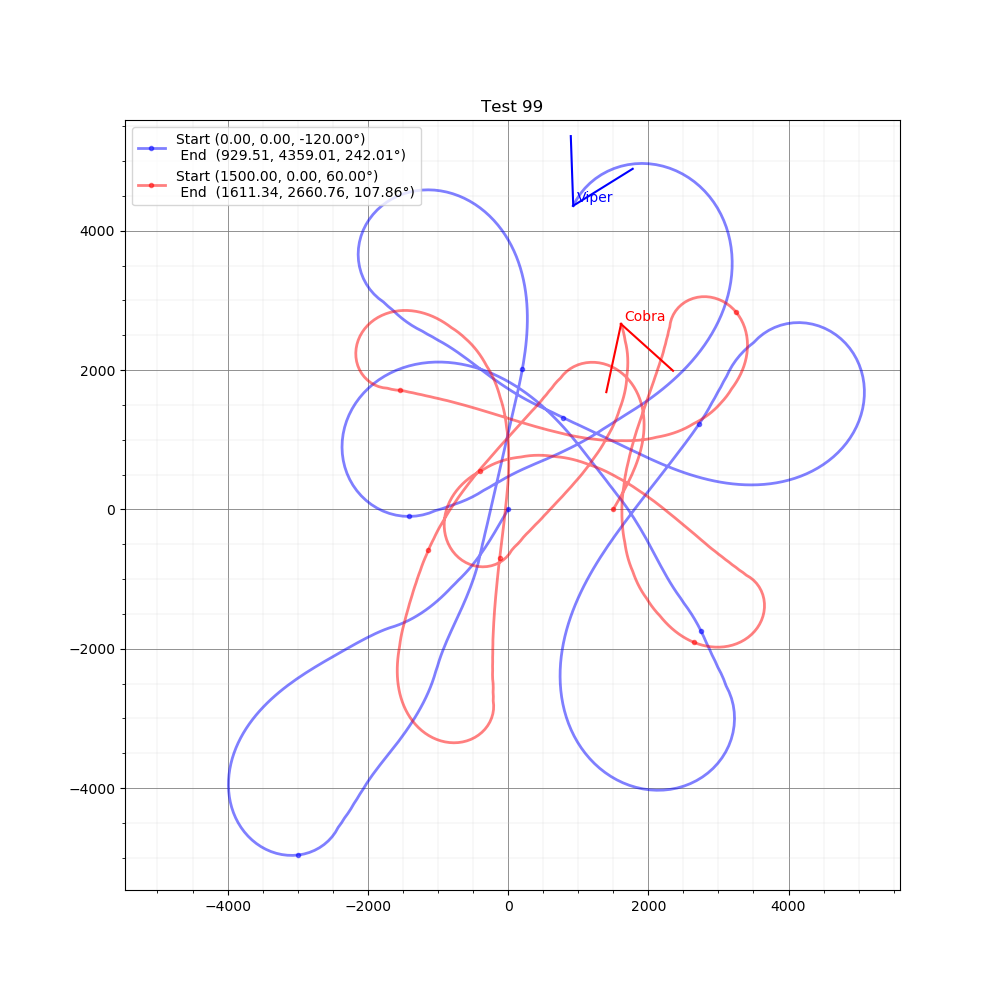 Test 99
Start (0.00, 0.00, -120.00°)
End (929.51, 4359.01, 242.01°)
Start (1500.00, 0.00, 60.00°)
End (1611.34, 2660.76, 107.86°)
Viper
Cobra
4000
2000
0
−2000
−4000
−4000 −2000 0 2000 4000